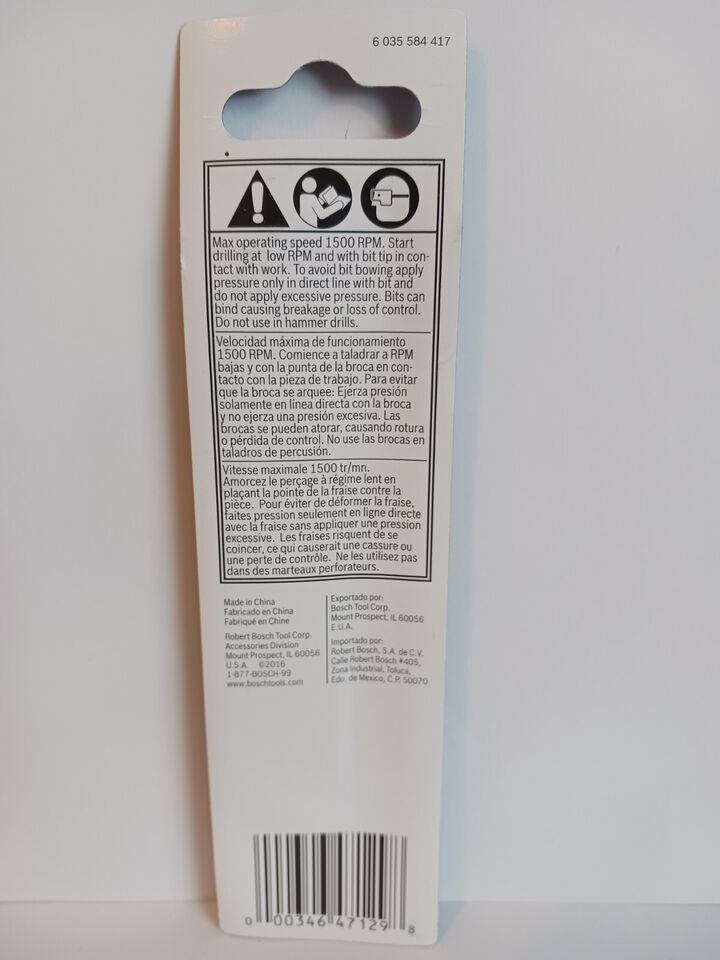 6 035 584 417
Max operating speed 1500 RPM. Start
drilling at low RPM and with bit tip in con-
tact with work. To avoid bit bowing apply
pressure only in direct line with bit and
do not apply excessive pressure. Bits can
bind causing breakage or loss of control.
Do not use in hammer drills.
Velocidad máxima de funcionamiento
1500 RPM. Comience a taladrar a RPM
bajas y con la punta de la broca en con-
tacto con la pieza de trabajo. Para evitar
que la broca se arquee: Ejerza presión
solamente en línea directa con la broca
y no ejerza una presión excesiva. Las
brocas se pueden atorar, causando rotura
o pérdida de control. No use las brocas en
taladros de percusión.
Vitesse maximale 1500 tr/mn.
Amorcez le perçage à régime lent en
plaçant la pointe de la fraise contre la
pièce. Pour éviter de déformer la fraise,
faites pression seulement en ligne directe
avec la fraise sans appliquer une pression
excessive. Les fraises risquent de se
coincer, ce qui causerait une cassure ou
une perte de contrôle. Ne les utilisez pas
dans des marteaux perforateurs.
Made in China
Fabricado en China
Fabriqué en Chine
Robert Bosch Tool Corp.
Accessories Division
Mount Prospect, IL 60056
U.S.A. ©2016
1-877-BOSCH-99
www.boschtools.com
Exportado por:
Bosch Tool Corp.
Mount Prospect, IL 60056
E.U.A.
Importado por:
Robert Bosch, S.A. de C.V.
Calle Robert Bosch #405,
Zona Industrial, Toluca,
Edo. de México, C.P. 50070
0 00346 47129 8